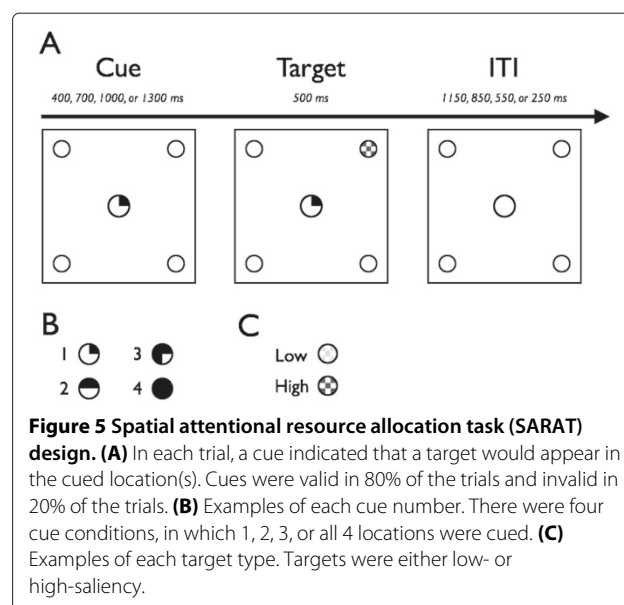 A
Cue Target ITI
400, 700, 1000, or 1300 ms 500 ms 1150, 850, 550, or 250 ms
B C
1 3 Low
2 4 High
Figure 5 Spatial attentional resource allocation task (SARAT)
design. (A) In each trial, a cue indicated that a target would appear in
the cued location(s). Cues were valid in 80% of the trials and invalid in
20% of the trials. (B) Examples of each cue number. There were four
cue conditions, in which 1, 2, 3, or all 4 locations were cued. (C)
Examples of each target type. Targets were either low- or
high-saliency.